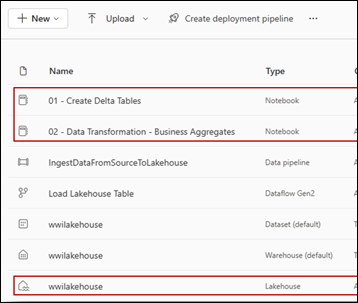 + New
Upload
Create deployment pipeline
...
Name Type
01 - Create Delta Tables Notebook
02 - Data Transformation - Business Aggregates Notebook
IngestDataFromSourceToLakehouse Data pipeline
Load Lakehouse Table Dataflow Gen2
wwilakehouse Dataset (default)
wwilakehouse Warehouse (default)
wwilakehouse Lakehouse